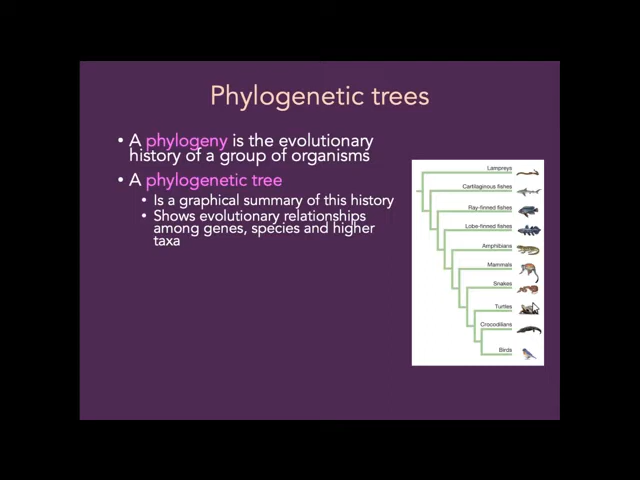 Phylogenetic trees
• A phylogeny is the evolutionary
history of a group of organisms
• A phylogenetic tree
• Is a graphical summary of this history
• Shows evolutionary relationships
among genes, species and higher
taxa
Lampreys
Cartilaginous fishes
Ray-finned fishes
Lobe-finned fishes
Amphibians
Mammals
Snakes
Turtles
Crocodilians
Birds